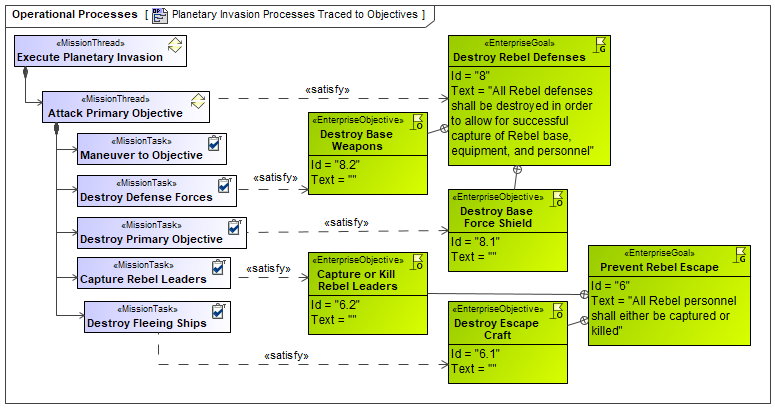 Operational Processes [ OP Planetary Invasion Processes Traced to Objectives ]
«MissionThread»
Execute Planetary Invasion
«MissionThread»
Attack Primary Objective
«MissionTask»
Maneuver to Objective
«MissionTask»
Destroy Defense Forces
«MissionTask»
Destroy Primary Objective
«MissionTask»
Capture Rebel Leaders
«MissionTask»
Destroy Fleeing Ships
«satisfy»
«satisfy»
«satisfy»
«satisfy»
«satisfy»
«EnterpriseGoal»
G
Destroy Rebel Defenses
Id = "8"
Text = "All Rebel defenses
shall be destroyed in order
to allow for successful
capture of Rebel base,
equipment, and personnel"
«EnterpriseObjective»
O
Destroy Base
Weapons
Id = "8.2"
Text = ""
«EnterpriseObjective»
O
Destroy Base
Force Shield
Id = "8.1"
Text = ""
«EnterpriseObjective»
O
Capture or Kill
Rebel Leaders
Id = "6.2"
Text = ""
«EnterpriseGoal»
G
Prevent Rebel Escape
Id = "6"
Text = "All Rebel personnel
shall either be captured or
killed"
«EnterpriseObjective»
O
Destroy Escape
Craft
Id = "6.1"
Text = ""